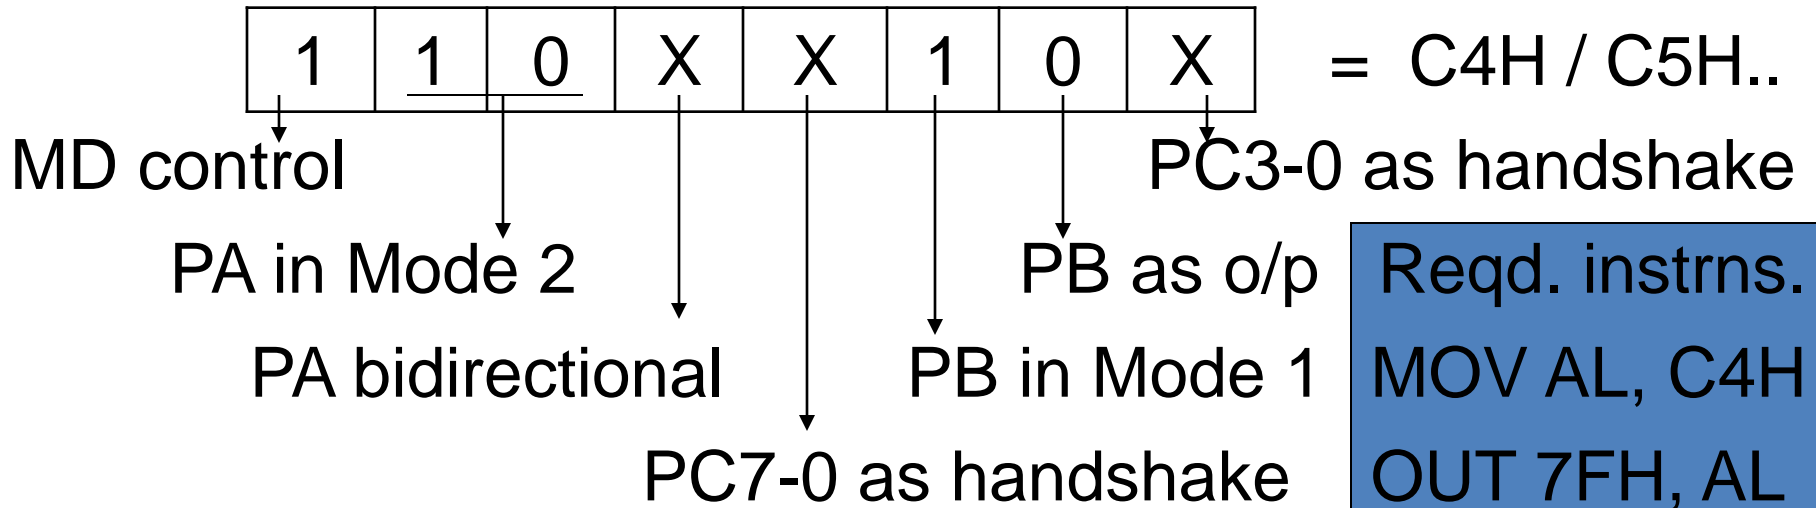 1 1 0 X X 1 0 X = C4H / C5H..
MD control PC3-0 as handshake
PA in Mode 2 PB as o/p Reqd. instrns.
PA bidirectional PB in Mode 1 MOV AL, C4H
PC7-0 as handshake OUT 7FH, AL